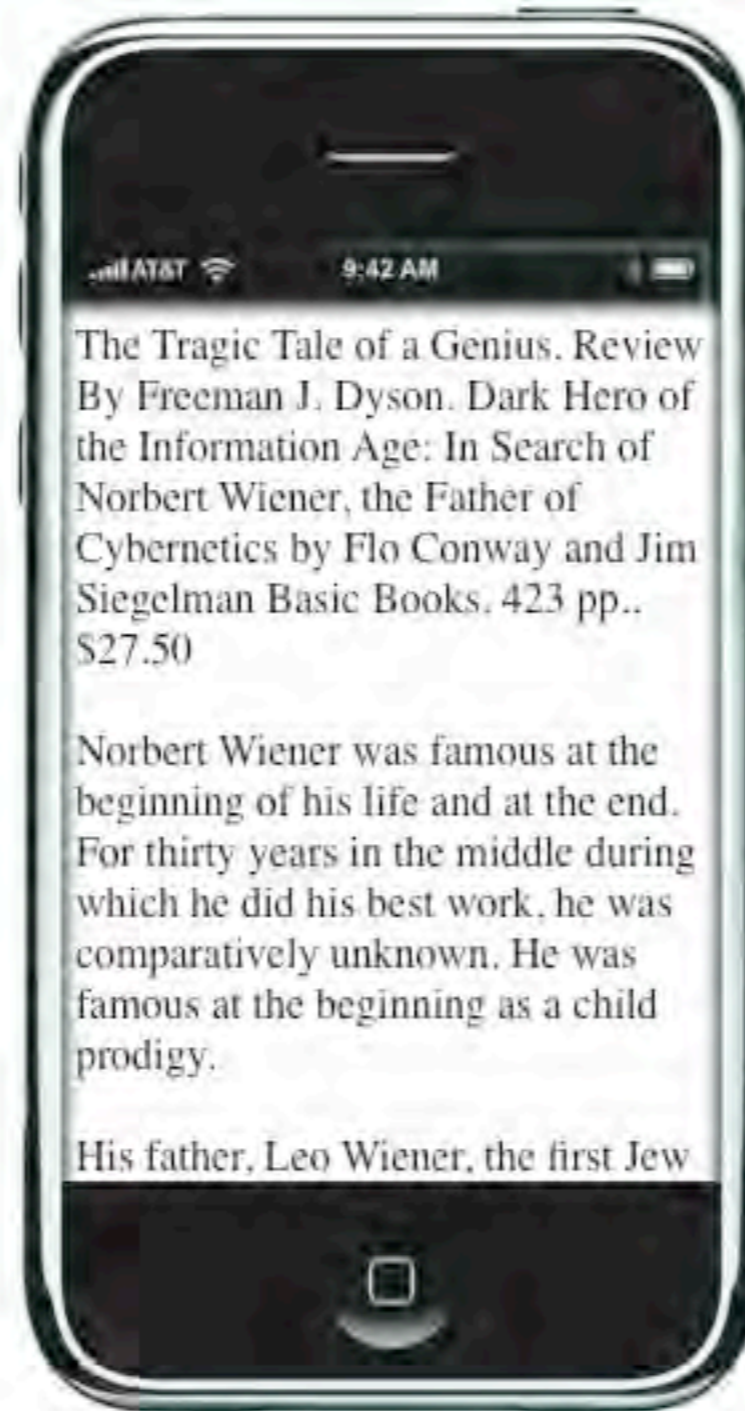 AT&T 9:42 AM
The Tragic Tale of a Genius. Review
By Freeman J. Dyson. Dark Hero of
the Information Age: In Search of
Norbert Wiener, the Father of
Cybernetics by Flo Conway and Jim
Siegelman Basic Books. 423 pp..
$27.50
Norbert Wiener was famous at the
beginning of his life and at the end.
For thirty years in the middle during
which he did his best work, he was
comparatively unknown. He was
famous at the beginning as a child
prodigy.
His father, Leo Wiener, the first Jew